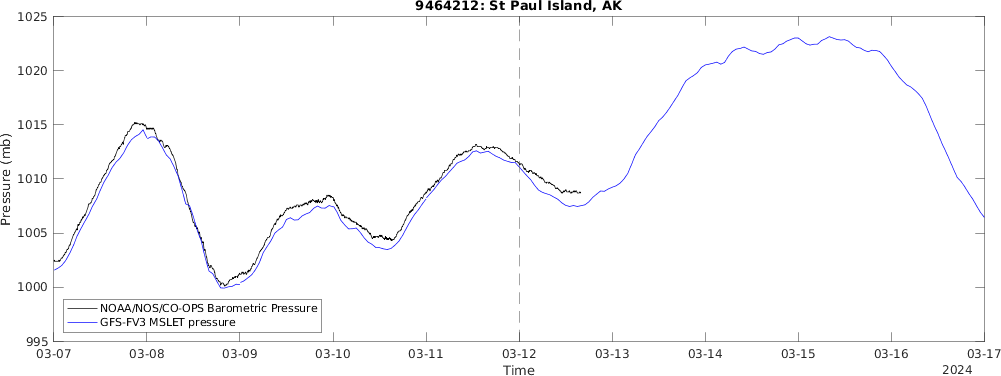 9464212: St Paul Island, AK
1025
1020
1015
1010
1005
1000
995
Pressure (mb)
NOAA/NOS/CO-OPS Barometric Pressure
GFS-FV3 MSLET pressure
03-07 03-08 03-09 03-10 03-11 03-12 03-13 03-14 03-15 03-16 03-17
Time
2024